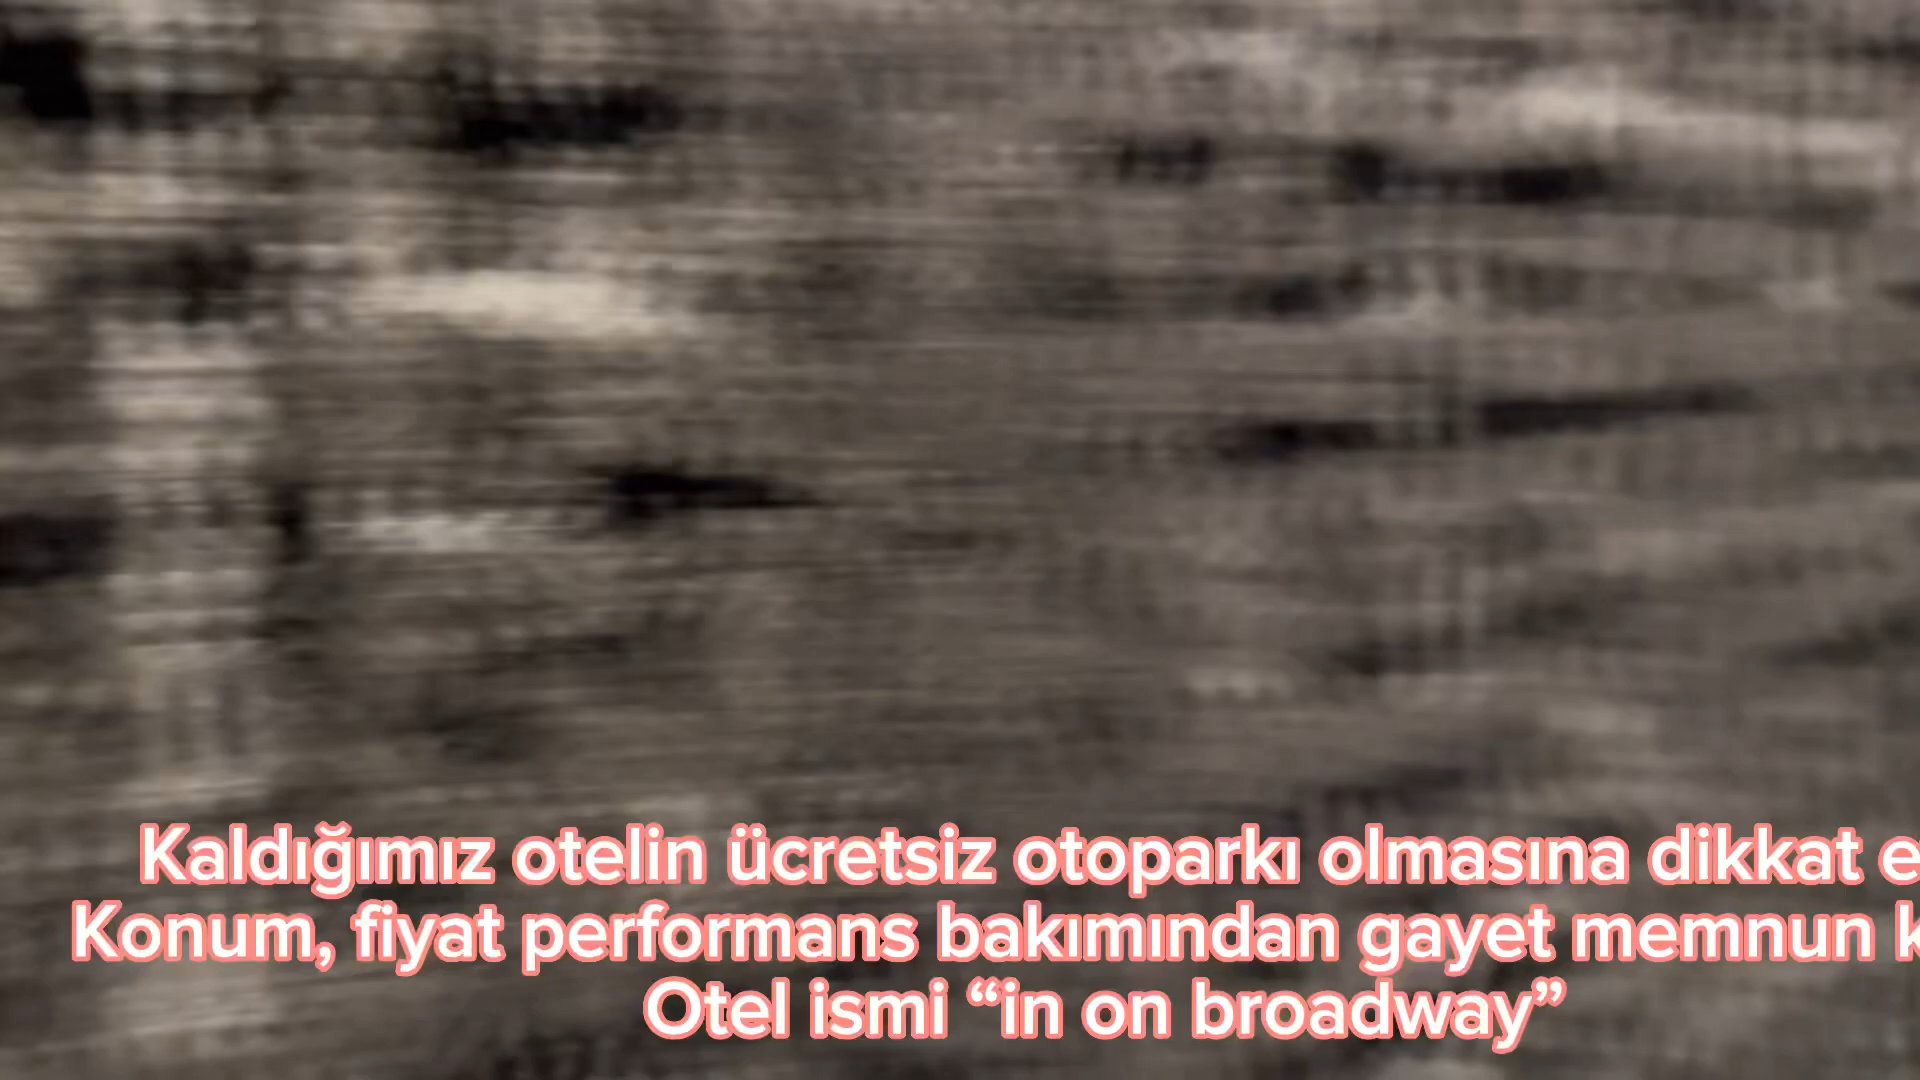 Kaldığımız otelin ücretsiz otoparkı olmasına dikkat
Konum, fiyat performans bakımından gayet memnun
Otel ismi “in on broadway”